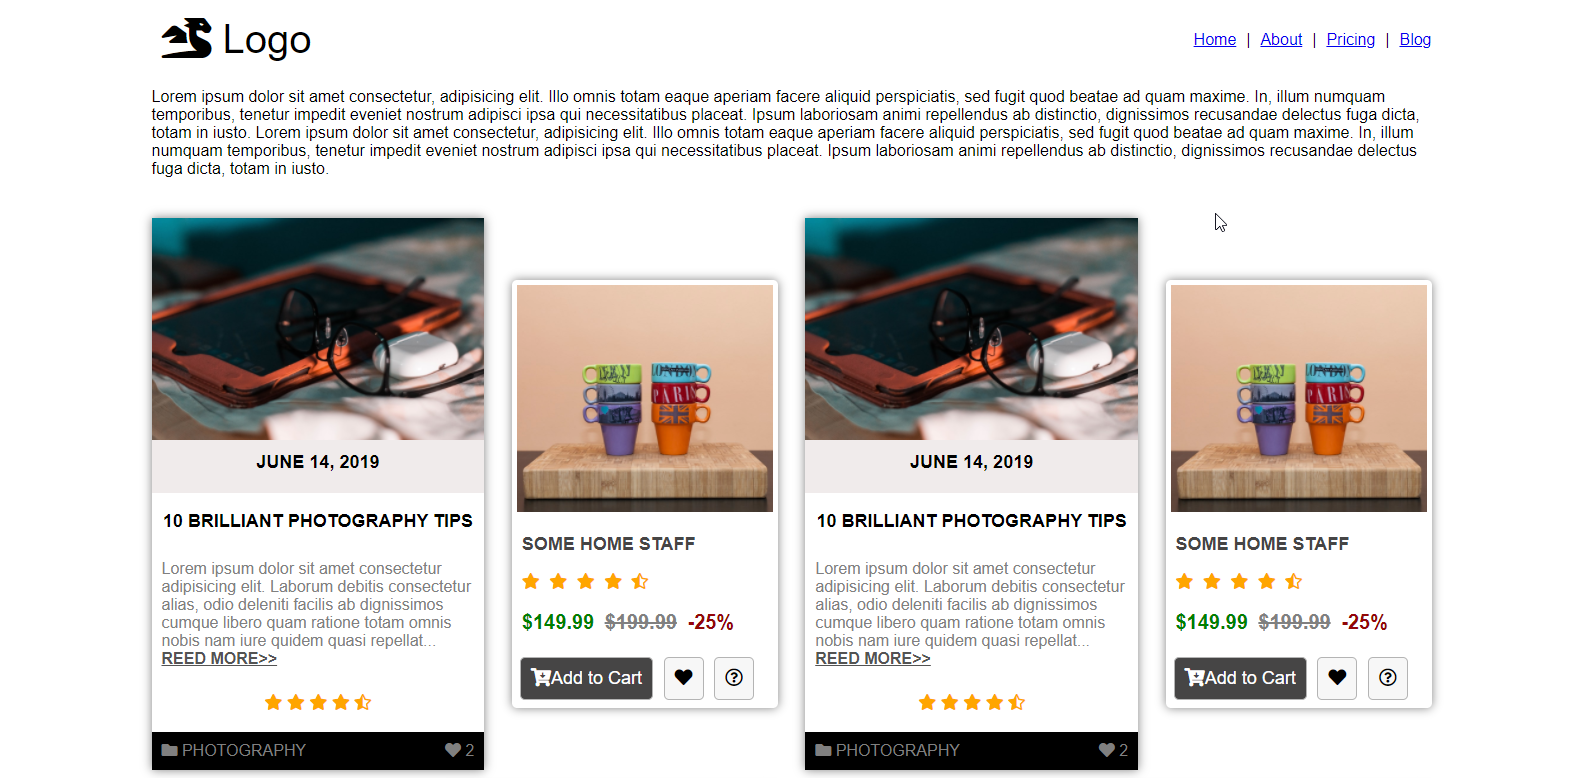 Logo
Home | About | Pricing | Blog
Lorem ipsum dolor sit amet consectetur, adipisicing elit. Illo omnis totam eaque aperiam facere aliquid perspiciatis, sed fugit quod beatae ad quam maxime. In, illum numquam
temporibus, tenetur impedit eveniet nostrum adipisci ipsa qui necessitatibus placeat. Ipsum laboriosam animi repellendus ab distinctio, dignissimos recusandae delectus fuga dicta,
totam in iusto. Lorem ipsum dolor sit amet consectetur, adipisicing elit. Illo omnis totam eaque aperiam facere aliquid perspiciatis, sed fugit quod beatae ad quam maxime. In, illum
numquam temporibus, tenetur impedit eveniet nostrum adipisci ipsa qui necessitatibus placeat. Ipsum laboriosam animi repellendus ab distinctio, dignissimos recusandae delectus
fuga dicta, totam in iusto.
JUNE 14, 2019
10 BRILLIANT PHOTOGRAPHY TIPS
Lorem ipsum dolor sit amet consectetur
adipisicing elit. Laborum debitis consectetur
alias, odio deleniti facilis ab dignissimos
cumque libero quam ratione totam omnis
nobis nam iure quidem quasi repellat...
REED MORE>>
PHOTOGRAPHY
2
LONDON
PARIS
SOME HOME STAFF
$149.99 $199.99 -25%
Add to Cart
JUNE 14, 2019
10 BRILLIANT PHOTOGRAPHY TIPS
Lorem ipsum dolor sit amet consectetur
adipisicing elit. Laborum debitis consectetur
alias, odio deleniti facilis ab dignissimos
cumque libero quam ratione totam omnis
nobis nam iure quidem quasi repellat...
REED MORE>>
PHOTOGRAPHY
2
LONDON
PARIS
SOME HOME STAFF
$149.99 $199.99 -25%
Add to Cart